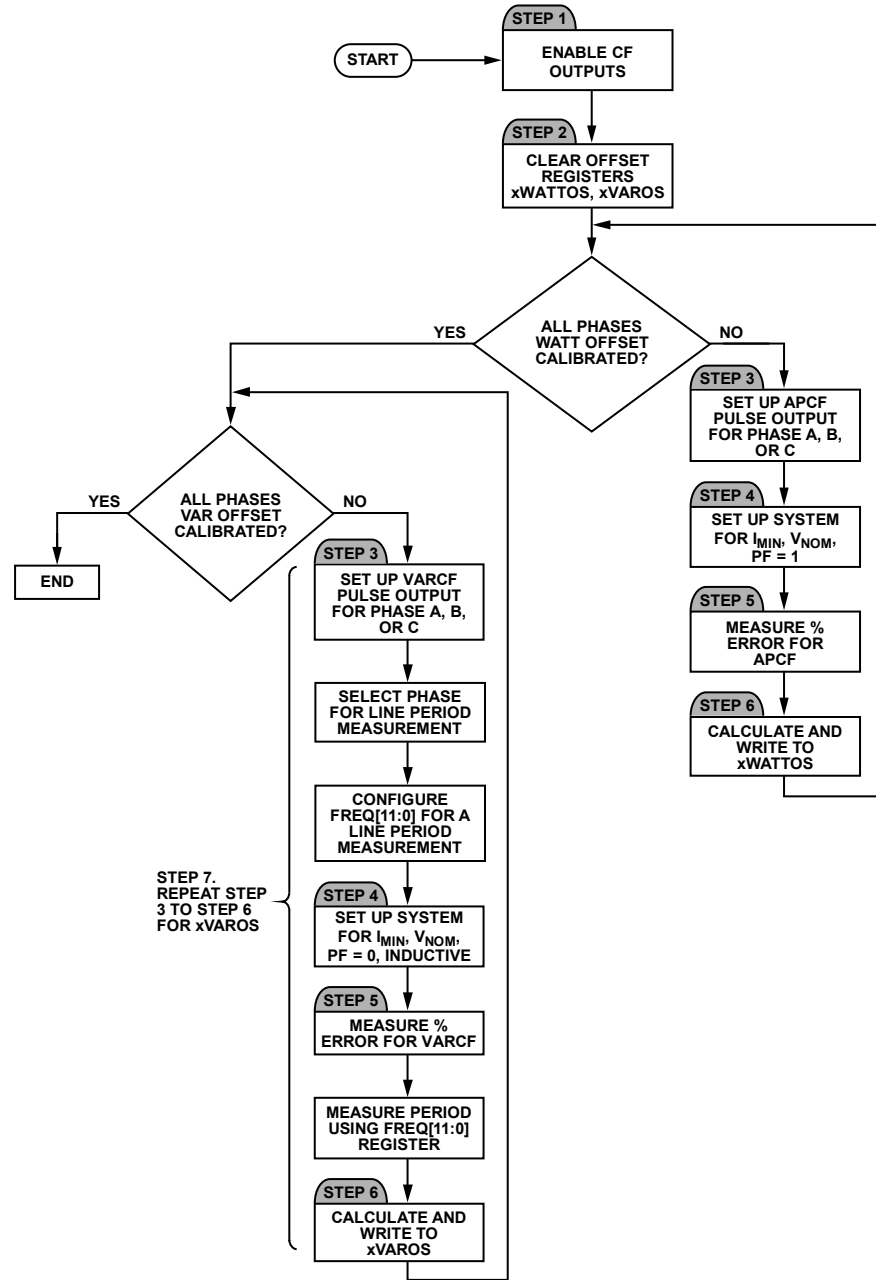 STEP 1
START
ENABLE CF
OUTPUTS
STEP 2
CLEAR OFFSET
REGISTERS
xWATTOS, xVAROS
YES
ALL PHASES
WATT OFFSET
CALIBRATED?
NO
STEP 3
SET UP APCF
PULSE OUTPUT
FOR PHASE A, B,
OR C
STEP 4
SET UP SYSTEM
FOR IMIN, VNOM,
PF = 1
STEP 5
MEASURE %
ERROR FOR
APCF
STEP 6
CALCULATE AND
WRITE TO
xWATTOS
YES
ALL PHASES
VAR OFFSET
CALIBRATED?
NO
END
STEP 3
SET UP VARCF
PULSE OUTPUT
FOR PHASE A, B,
OR C
SELECT PHASE
FOR LINE PERIOD
MEASUREMENT
CONFIGURE
FREQ[11:0] FOR A
LINE PERIOD
MEASUREMENT
STEP 7.
REPEAT STEP
3 TO STEP 6
FOR xVAROS
STEP 4
SET UP SYSTEM
FOR IMIN, VNOM,
PF = 0, INDUCTIVE
STEP 5
MEASURE %
ERROR FOR VARCF
MEASURE PERIOD
USING FREQ[11:0]
REGISTER
STEP 6
CALCULATE AND
WRITE TO
xVAROS